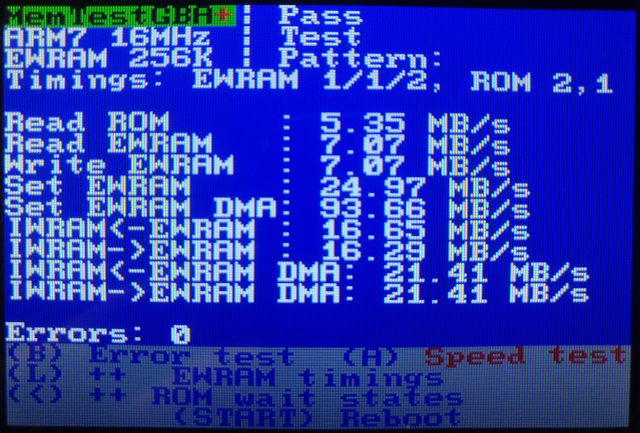 MemTestGBA+ | Pass
ARM7 16MHz | Test
EWRAM 256K | Pattern:
Timings: EWRAM 1/1/2, ROM 2,1
Read ROM : 5.35 MB/s
Read EWRAM : 7.07 MB/s
Write EWRAM : 7.07 MB/s
Set EWRAM : 24.97 MB/s
Set EWRAM DMA: 93.66 MB/s
IWRAM<-EWRAM : 16.65 MB/s
IWRAM->EWRAM : 16.29 MB/s
IWRAM<-EWRAM DMA: 21.41 MB/s
IWRAM->EWRAM DMA: 21.41 MB/s
Errors: 0
(B) Error test (A) Speed test
(L) ++ EWRAM timings
(<) ++ ROM wait states
(START) Reboot